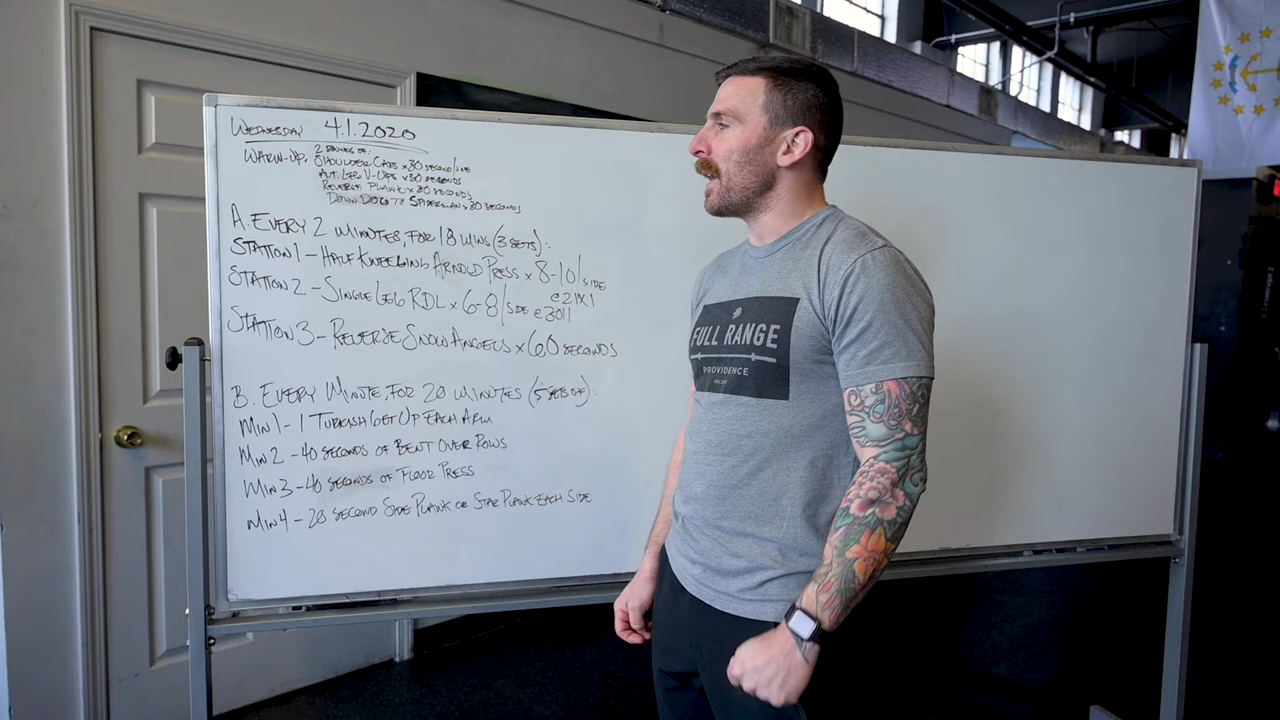 WEDNESDAY 4.1.2020
2 ROUNDS OF:
WARM-UP: SHOULDER CARS × 30 SECOND/SIDE
ALT. LEG V-UPS × 30 SECONDS
REVERSE PLANK × 30 SECONDS
DOWN DOG TO SPIDERMAN × 30 SECONDS
A. EVERY 2 MINUTES, FOR 18 MINS (3 SETS):
STATION 1 - HALF KNEELING ARNOLD PRESS × 8-10/SIDE
@21X1
STATION 2 - SINGLE LEG RDL × 6-8/SIDE @3011
STATION 3 - REVERSE SNOW ANGELS × 60 SECONDS
B. EVERY MINUTE, FOR 20 MINUTES (5 SETS OF):
MIN 1 - 1 TURKISH GET UP EACH ARM
MIN 2 - 40 SECONDS OF BENT OVER ROWS
MIN 3 - 40 SECONDS OF FLOOR PRESS
MIN 4 - 20 SECOND SIDE PLANK OR STAR PLANK EACH SIDE
FULL RANGE
PROVIDENCE